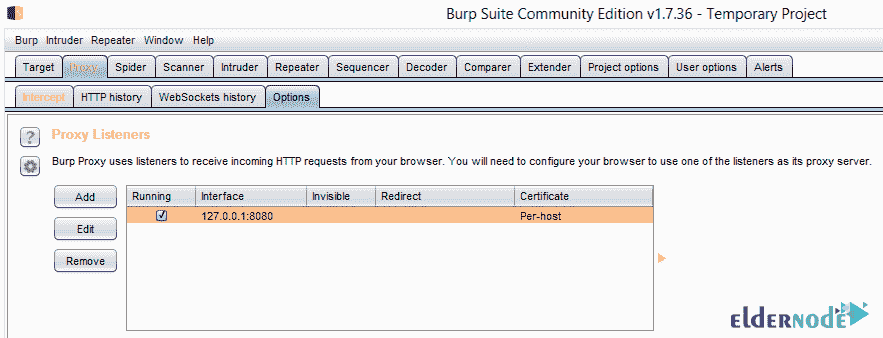 Burp Suite Community Edition v1.7.36 - Temporary Project
Burp Intruder Repeater Window Help
Target Proxy Spider Scanner Intruder Repeater Sequencer Decoder Comparer Extender Project options User options Alerts
Intercept HTTP history WebSockets history Options
? Proxy Listeners
Burp Proxy uses listeners to receive incoming HTTP requests from your browser. You will need to configure your browser to use one of the listeners as its proxy server.
Add Running Interface Invisible Redirect Certificate
127.0.0.1:8080 Per-host
Edit
Remove
ELDERNODE